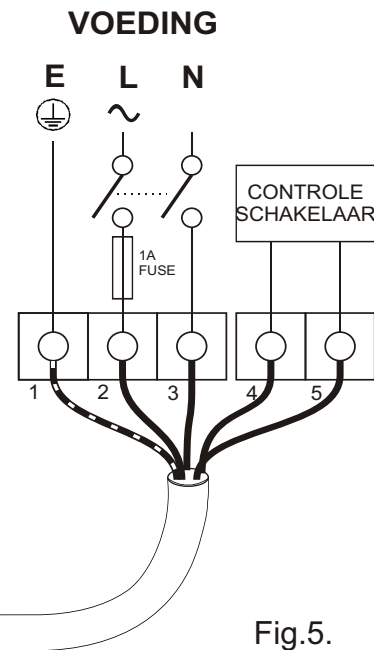 VOEDING
E L N
1A
FUSE
CONTROLE
SCHAKELAAR
1 2 3 4 5
Fig.5.